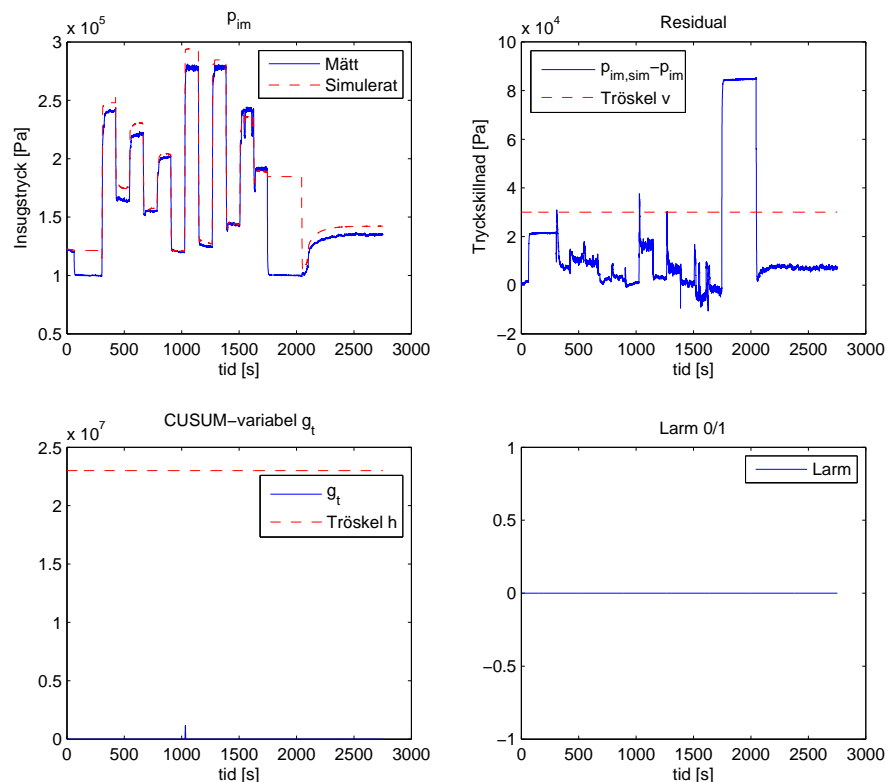 p_im
x 10^5
3
2.5
2
1.5
1
0.5
0 500 1000 1500 2000 2500 3000
tid [s]
Insugstryck [Pa]
Mätt
Simulerat
Residual
x 10^4
10
8
6
4
2
0
−2
0 500 1000 1500 2000 2500 3000
tid [s]
Tryckskillnad [Pa]
p_im,sim−p_im
Tröskel v
CUSUM−variabel g_t
x 10^7
2.5
2
1.5
1
0.5
0
0 500 1000 1500 2000 2500 3000
tid [s]
g_t
Tröskel h
Larm 0/1
1
0.5
0
−0.5
−1
0 500 1000 1500 2000 2500 3000
tid [s]
Larm